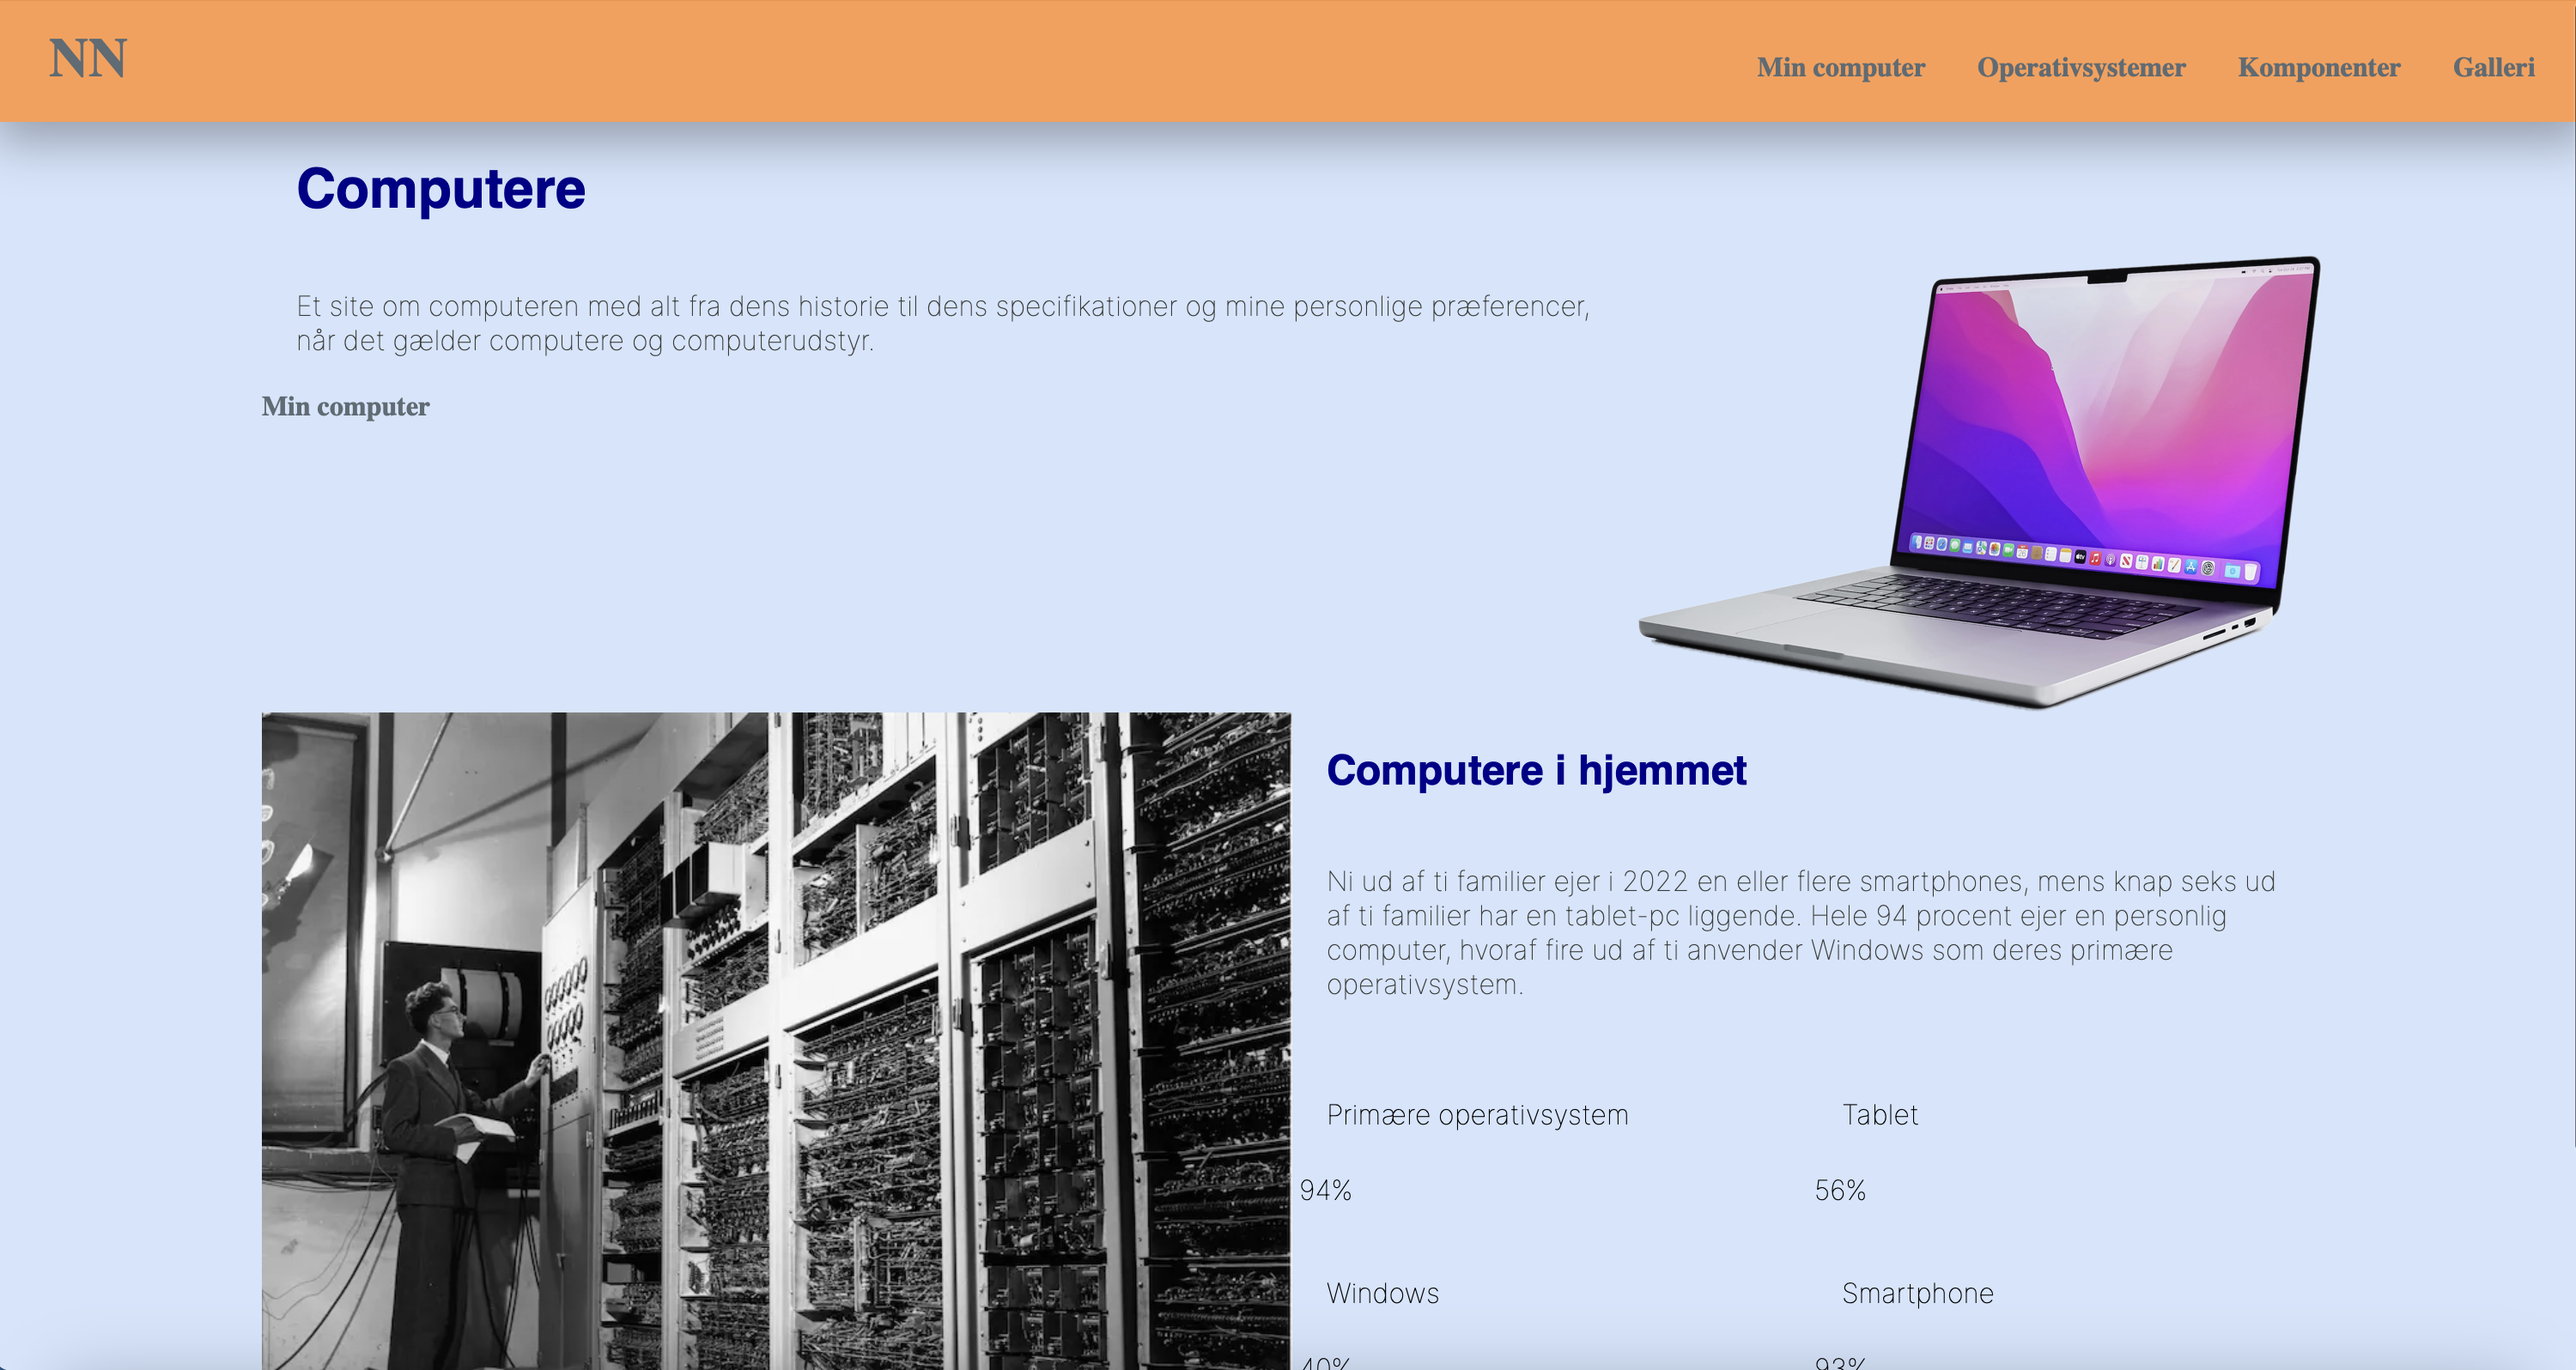 NN
Min computer
Operativsystemer
Komponenter
Galleri
Computere
Et site om computeren med alt fra dens historie til dens specifikationer og mine personlige præferencer,
når det gælder computere og computerudstyr.
Min computer
Computere i hjemmet
Ni ud af ti familier ejer i 2022 en eller flere smartphones, mens knap seks ud
af ti familier har en tablet-pc liggende. Hele 94 procent ejer en personlig
computer, hvoraf fire ud af ti anvender Windows som deres primære
operativsystem.
Primære operativsystem
Tablet
94%
56%
Windows
Smartphone
40%
93%